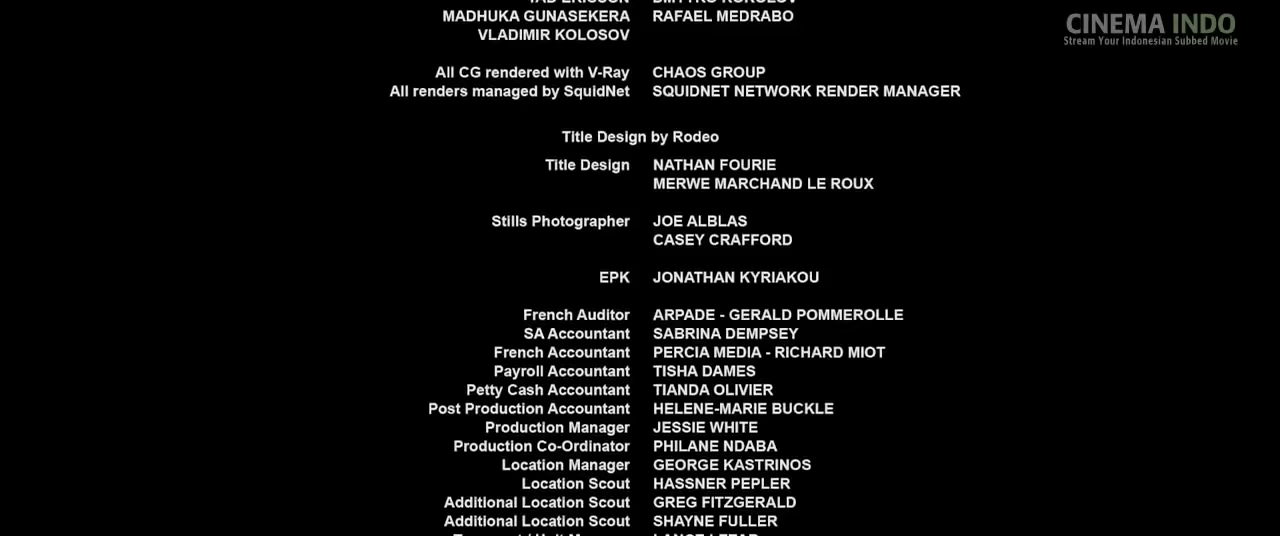 MADHUKA GUNASEKERA RAFAEL MEDRABO
VLADIMIR KOLOSOV
CINEMA INDO
Stream Your Indonesian Subbed Movie
All CG rendered with V-Ray CHAOS GROUP
All renders managed by SquidNet SQUIDNET NETWORK RENDER MANAGER
Title Design by Rodeo
Title Design NATHAN FOURIE
MERWE MARCHAND LE ROUX
Stills Photographer JOE ALBLAS
CASEY CRAFFORD
EPK JONATHAN KYRIAKOU
French Auditor ARPADE - GERALD POMMEROLLE
SA Accountant SABRINA DEMPSEY
French Accountant PERCIA MEDIA - RICHARD MIOT
Payroll Accountant TISHA DAMES
Petty Cash Accountant TIANDA OLIVIER
Post Production Accountant HELENE-MARIE BUCKLE
Production Manager JESSIE WHITE
Production Co-Ordinator PHILANE NDABA
Location Manager GEORGE KASTRINOS
Location Scout HASSNER PEPLER
Additional Location Scout GREG FITZGERALD
Additional Location Scout SHAYNE FULLER